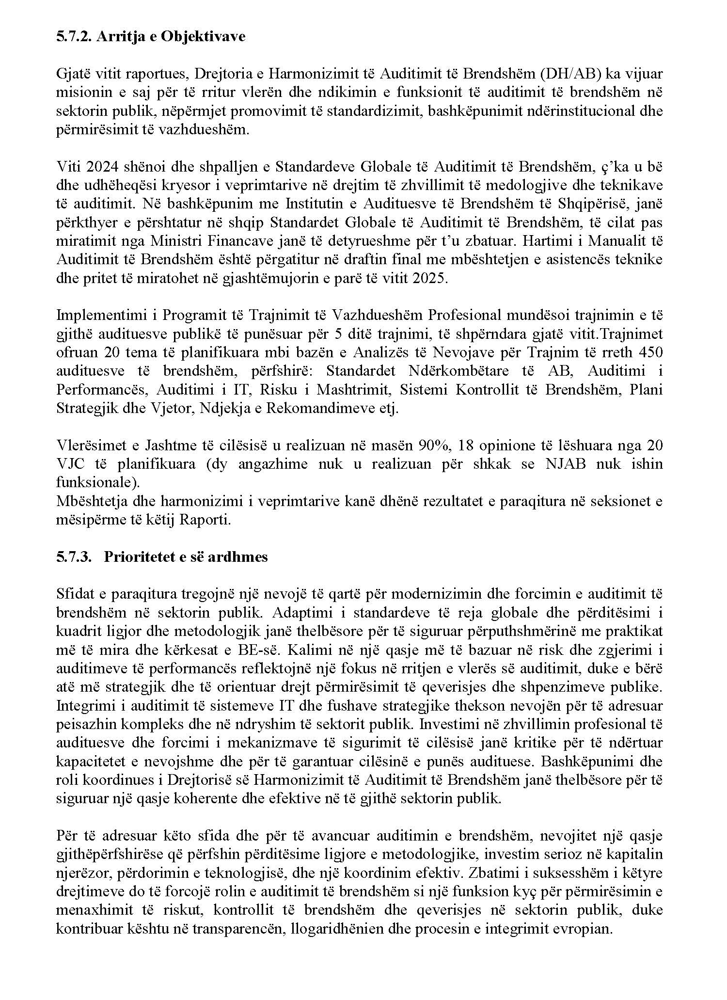 5.7.2. Arritja e Objektivave
Gjatë vitit raportues, Drejtoria e Harmonizimit të Auditimit të Brendshëm (DH/AB) ka vijuar
misionin e saj për të rritur vlerën dhe ndikimin e funksionit të auditimit të brendshëm në
sektorin publik, nëpërmjet promovimit të standardizimit, bashkëpunimit ndërinstitucional dhe
përmirësimit të vazhdueshëm.
Viti 2024 shënoi dhe shpalljen e Standardeve Globale të Auditimit të Brendshëm, ç’ka u bë
dhe udhëheqësi kryesor i veprimtarive në drejtim të zhvillimit të medologjive dhe teknikave
të auditimit. Në bashkëpunim me Institutin e Audituesve të Brendshëm të Shqipërisë, janë
përkthyer e përshtatur në shqip Standardet Globale të Auditimit të Brendshëm, të cilat pas
miratimit nga Ministri Financave janë të detyrueshme për t’u zbatuar. Hartimi i Manualit të
Auditimit të Brendshëm është përgatitur në draftin final me mbështetjen e asistencës teknike
dhe pritet të miratohet në gjashtëmujorin e parë të vitit 2025.
Implementimi i Programit të Trajnimit të Vazhdueshëm Profesional mundësoi trajnimin e të
gjithë audituesve publikë të punësuar për 5 ditë trajnimi, të shpërndara gjatë vitit.Trajnimet
ofruan 20 tema të planifikuara mbi bazën e Analizës të Nevojave për Trajnim të rreth 450
audituesve të brendshëm, përfshirë: Standardet Ndërkombëtare të AB, Auditimi i
Performancës, Auditimi i IT, Risku i Mashtrimit, Sistemi Kontrollit të Brendshëm, Plani
Strategjik dhe Vjetor, Ndjekja e Rekomandimeve etj.
Vlerësimet e Jashtme të cilësisë u realizuan në masën 90%, 18 opinione të lëshuara nga 20
VJC të planifikuara (dy angazhime nuk u realizuan për shkak se NJAB nuk ishin
funksionale).
Mbështetja dhe harmonizimi i veprimtarive kanë dhënë rezultatet e paraqitura në seksionet e
mësipërme të këtij Raporti.
5.7.3. Prioritetet e së ardhmes
Sfidat e paraqitura tregojnë një nevojë të qartë për modernizimin dhe forcimin e auditimit të
brendshëm në sektorin publik. Adaptimi i standardeve të reja globale dhe përditësimi i
kuadrit ligjor dhe metodologjik janë thelbësore për të siguruar përputhshmërinë me praktikat
më të mira dhe kërkesat e BE-së. Kalimi në një qasje më të bazuar në risk dhe zgjerimi i
auditimeve të performancës reflektojnë një fokus në rritjen e vlerës së auditimit, duke e bërë
atë më strategjik dhe të orientuar drejt përmirësimit të qeverisjes dhe shpenzimeve publike.
Integrimi i auditimit të sistemeve IT dhe fushave strategjike thekson nevojën për të adresuar
peisazhin kompleks dhe në ndryshim të sektorit publik. Investimi në zhvillimin profesional të
audituesve dhe forcimi i mekanizmave të sigurimit të cilësisë janë kritike për të ndërtuar
kapacitetet e nevojshme dhe për të garantuar cilësinë e punës audituese. Bashkëpunimi dhe
roli koordinues i Drejtorisë së Harmonizimit të Auditimit të Brendshëm janë thelbësore për të
siguruar një qasje koherente dhe efektive në të gjithë sektorin publik.
Për të adresuar këto sfida dhe për të avancuar auditimin e brendshëm, nevojitet një qasje
gjithëpërfshirëse që përfshin përditësime ligjore e metodologjike, investim serioz në kapitalin
njerëzor, përdorimin e teknologjisë, dhe një koordinim efektiv. Zbatimi i suksesshëm i këtyre
drejtimeve do të forcojë rolin e auditimit të brendshëm si një funksion kyç për përmirësimin e
menaxhimit të riskut, kontrollit të brendshëm dhe qeverisjes në sektorin publik, duke
kontribuar kështu në transparencën, llogaridhënien dhe procesin e integrimit evropian.